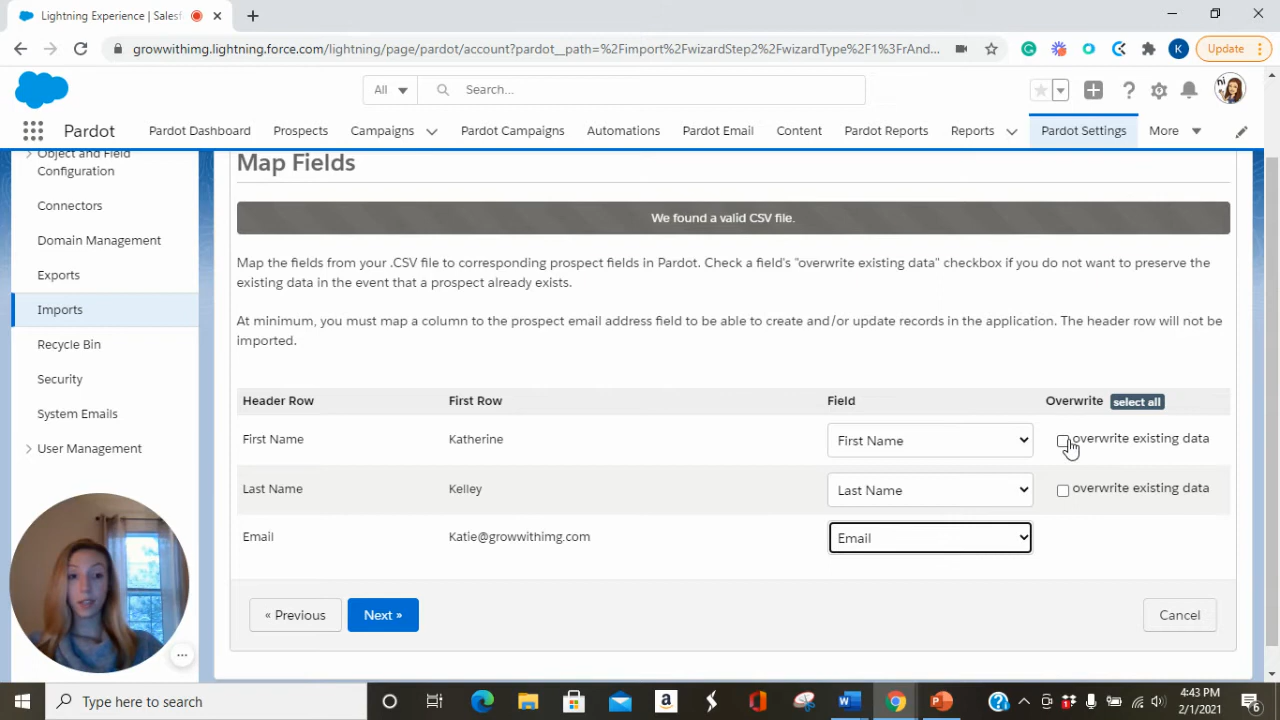 Lightning Experience | Salesf
growwithimg.lightning.force.com/lightning/page/pardot/account?pardot__path=%2Fimport%2FwizardStep2%2FwizardType%2F1%3FrAnd...
K
Update
All
Search...
hi
Pardot
Pardot Dashboard
Prospects
Campaigns
Pardot Campaigns
Automations
Pardot Email
Content
Pardot Reports
Reports
Pardot Settings
More
Object and Field
Configuration
Connectors
Domain Management
Exports
Imports
Recycle Bin
Security
System Emails
User Management
Map Fields
We found a valid CSV file.
Map the fields from your .CSV file to corresponding prospect fields in Pardot. Check a field's "overwrite existing data" checkbox if you do not want to preserve the
existing data in the event that a prospect already exists.
At minimum, you must map a column to the prospect email address field to be able to create and/or update records in the application. The header row will not be
imported.
Header Row First Row Field Overwrite select all
First Name Katherine First Name overwrite existing data
Last Name Kelley Last Name overwrite existing data
Email Katie@growwithimg.com Email
« Previous Next » Cancel
Type here to search
4:43 PM
2/1/2021
6